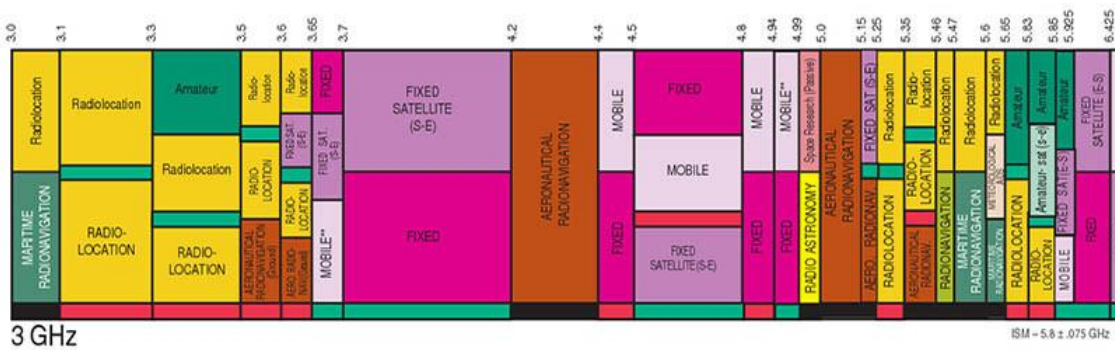 3.0
3.1
3.3
3.5
3.6
3.65
3.7
4.2
4.4
4.5
4.8
4.94
4.99
5.0
5.15
5.25
5.35
5.46
5.47
5.6
5.65
5.83
5.85
5.925
6.425
Radiolocation
MARITIME
RADIONAVIGATION
Radiolocation
RADIO-
LOCATION
Amateur
Radiolocation
RADIO-
LOCATION
Radio-
location
RADIO-
LOCATION
AERONAUTICAL
RADIONAVIGATION
(Ground)
Radio-
location
FIXED SAT.
(S-E)
RADIO-
LOCATION
AERO. RADIO-
NAV. (Ground)
FIXED
FIXED SAT.
(S-E)
MOBILE**
FIXED
SATELLITE
(S-E)
FIXED
AERONAUTICAL
RADIONAVIGATION
MOBILE
FIXED
FIXED
MOBILE
FIXED
SATELLITE (S-E)
MOBILE
FIXED
MOBILE**
FIXED
Space Research (Passive)
RADIO ASTRONOMY
AERONAUTICAL
RADIONAVIGATION
FIXED SAT (S-E)
AERO. RADIONAV.
Radiolocation
RADIOLOCATION
Radio-
location
RADIO-
LOCATION
AERONAUTICAL
RADIONAV.
Radiolocation
RADIONAVIGATION
Radiolocation
MARITIME
RADIONAVIGATION
Radiolocation
METEOROLOGICAL
AIDS
MARITIME
RADIONAVIGATION
Amateur
RADIOLOCATION
Amateur
Amateur- sat (s-e)
RADIO-
LOCATION
Amateur
FIXED SAT (E-S)
MOBILE
FIXED
SATELLITE (E-S)
FIXED
3 GHz
ISM – 5.8 ± .075 GHz